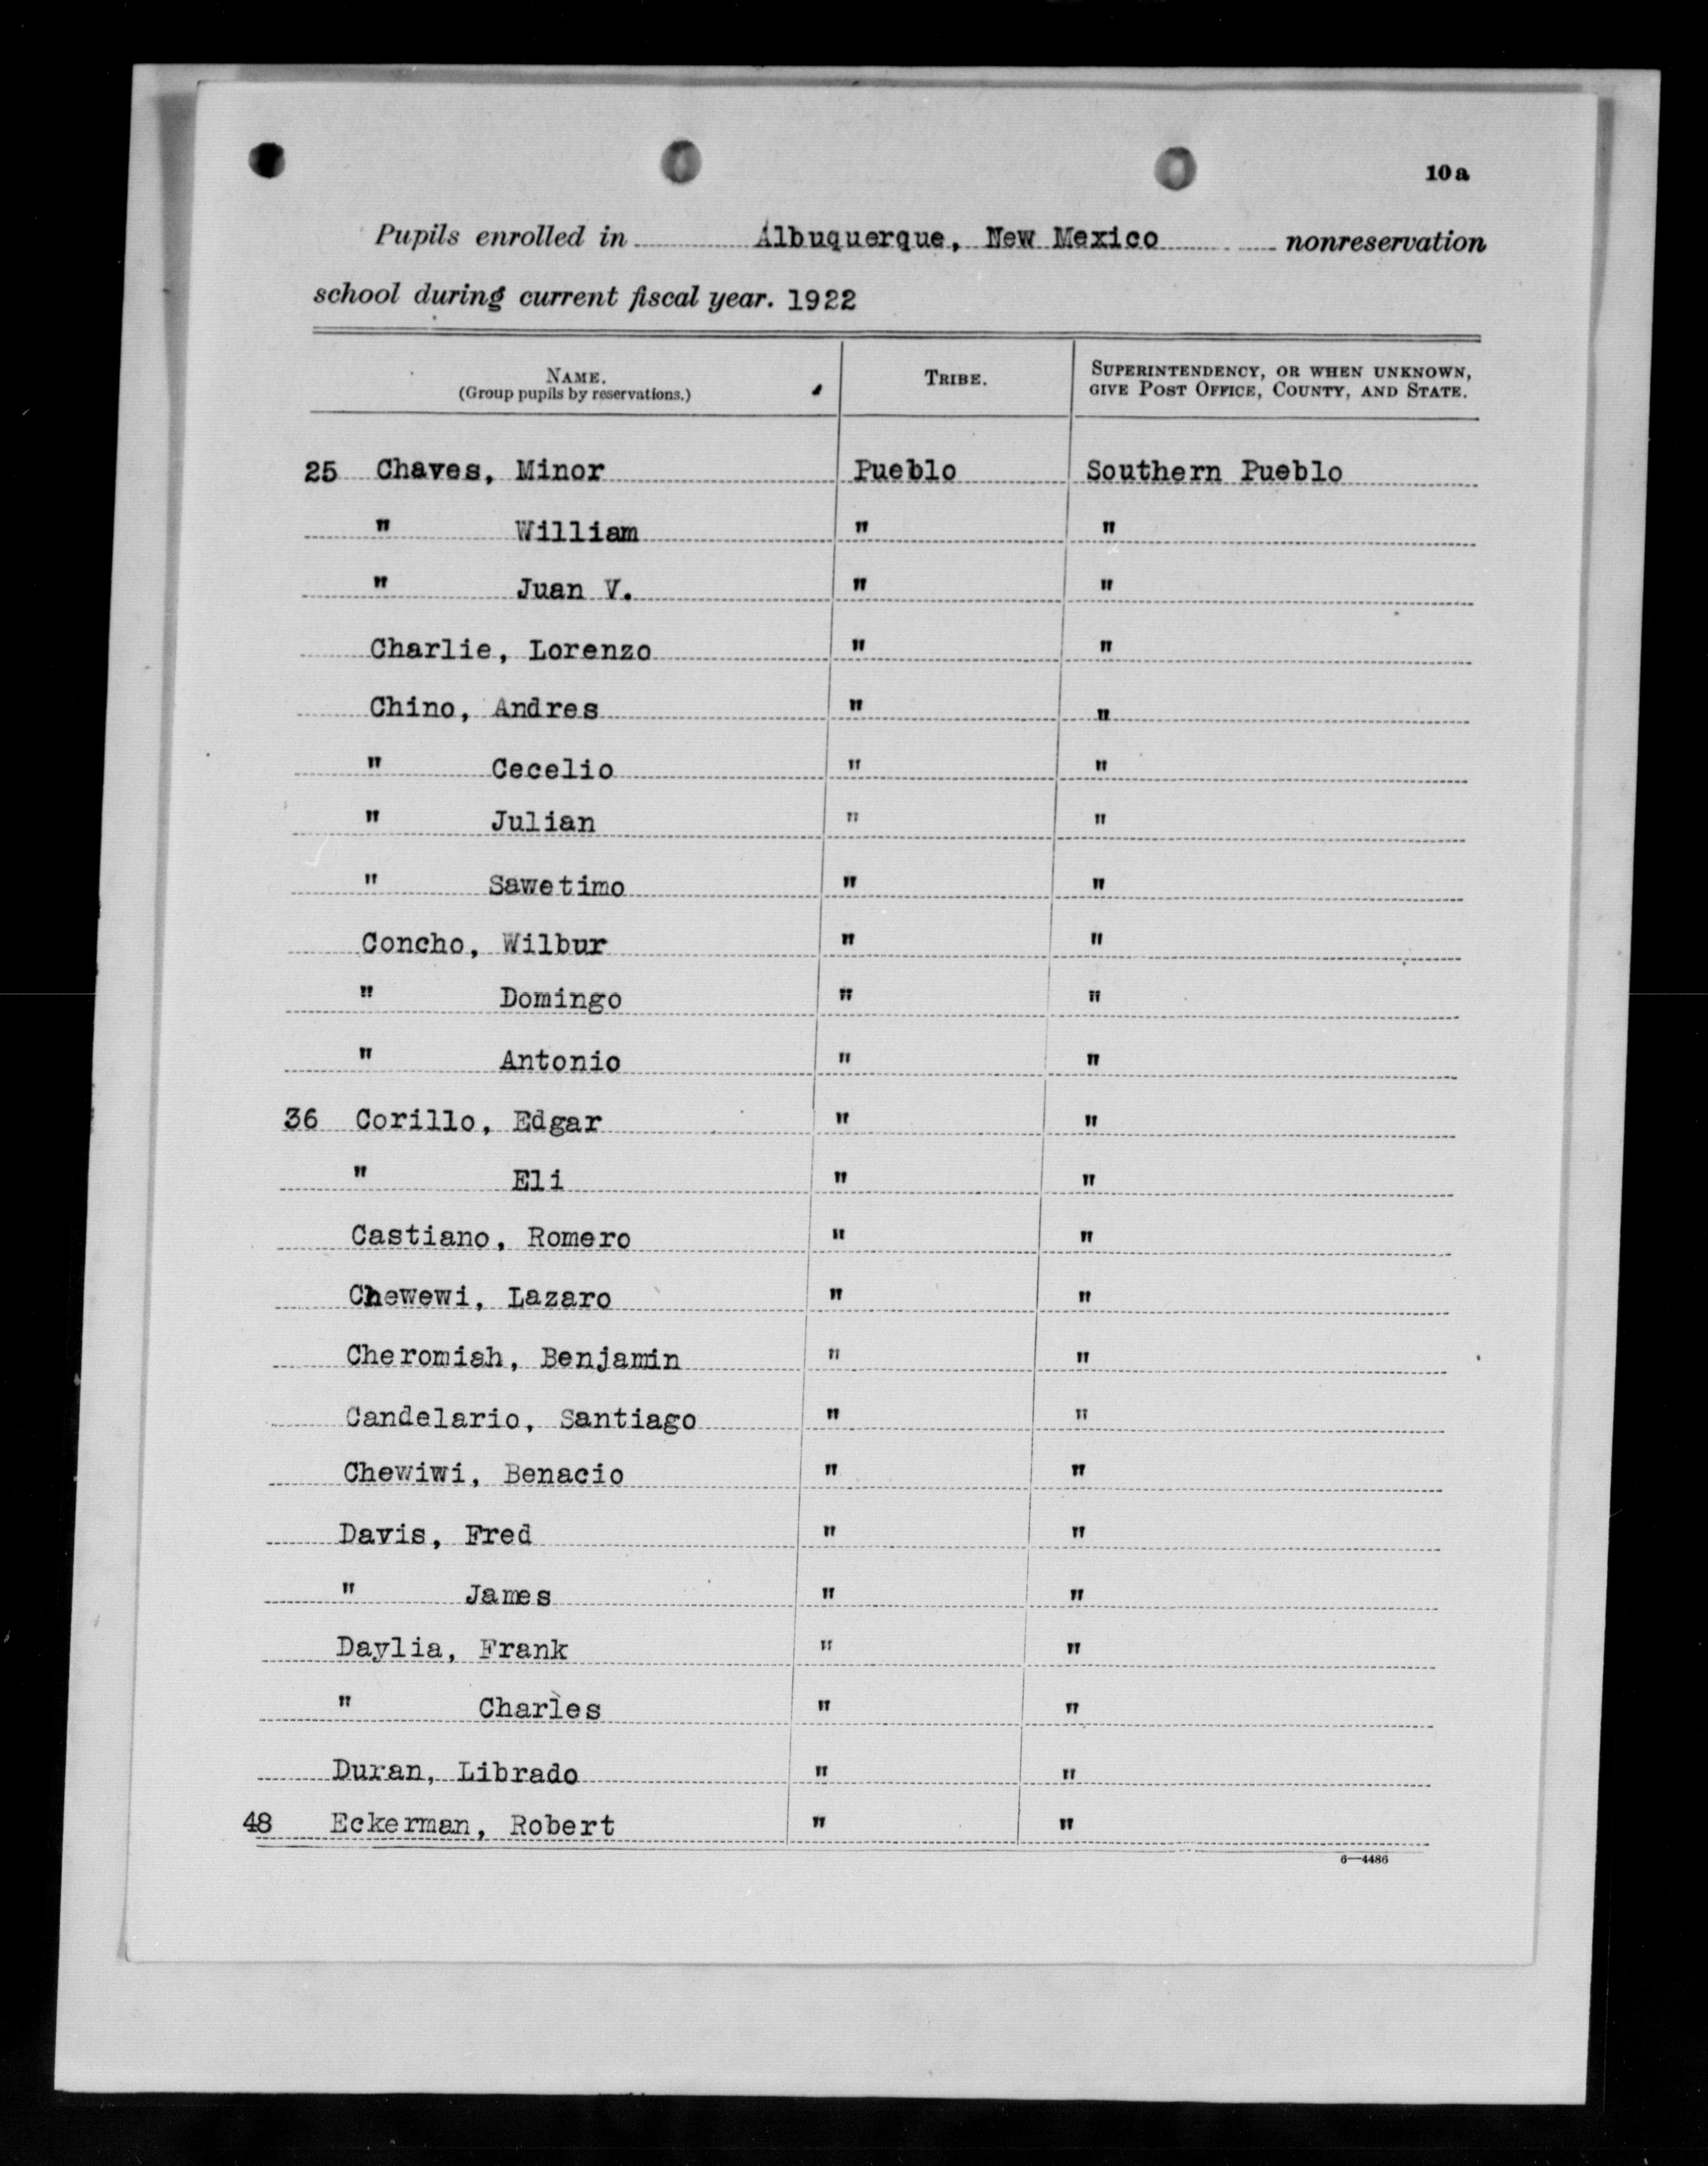 10a
Pupils enrolled in Albuquerque, New Mexico nonreservation
school during current fiscal year. 1922
NAME. TRIBE. SUPERINTENDENCY, OR WHEN UNKNOWN,
(Group pupils by reservations.) GIVE POST OFFICE, COUNTY, AND STATE.
25 Chaves, Minor Pueblo Southern Pueblo
" William " "
" Juan V. " "
Charlie, Lorenzo " "
Chino, Andres " "
" Cecelio " "
" Julian " "
" Sawetimo " "
Concho, Wilbur " "
" Domingo " "
" Antonio " "
36 Corillo, Edgar " "
" Eli " "
Castiano, Romero " "
Chewewi, Lazaro " "
Cheromiah, Benjamin " "
Candelario, Santiago " "
Chewiwi, Benacio " "
Davis, Fred " "
" James " "
Daylia, Frank " "
" Charles " "
Duran, Librado " "
48 Eckerman, Robert " "
6—4486